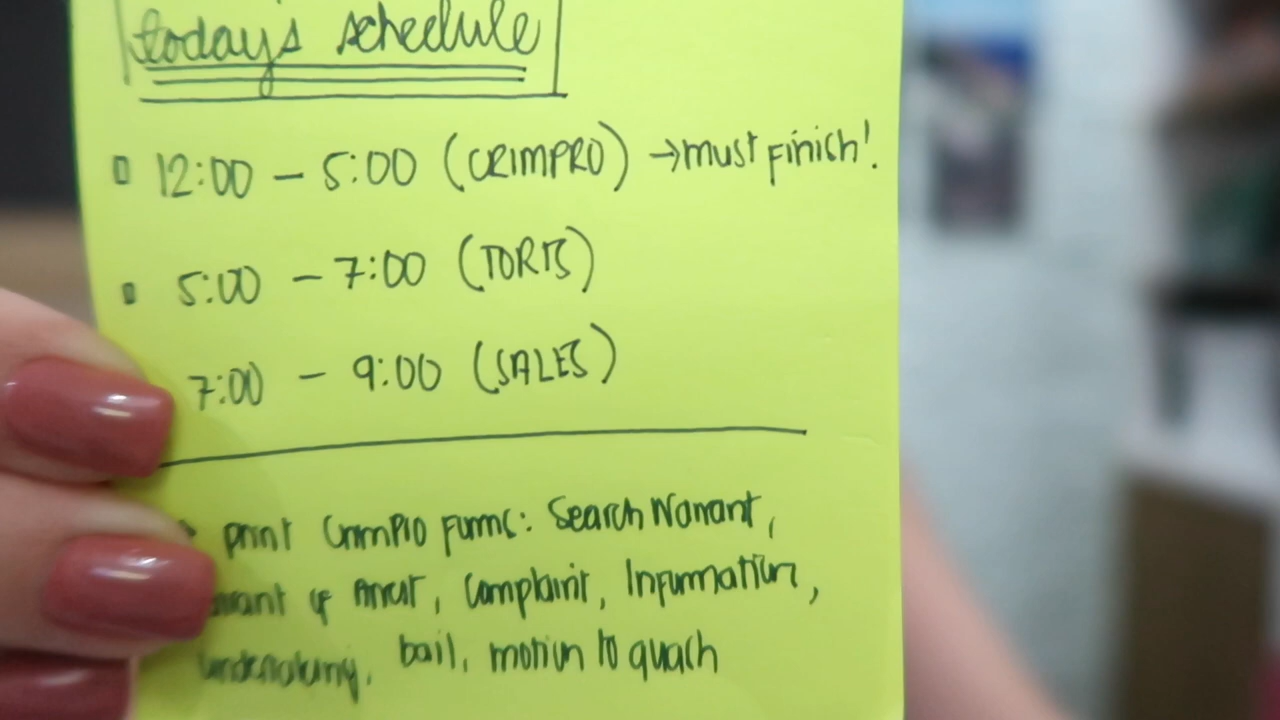 today's schedule
12:00 - 5:00 (CRIMPRO) →must finish!
5:00 - 7:00 (TORTS)
7:00 - 9:00 (SALES)
print CrimPro forms: Search Warrant,
of Arrest, Complaint, Information,
bail, motion to quash